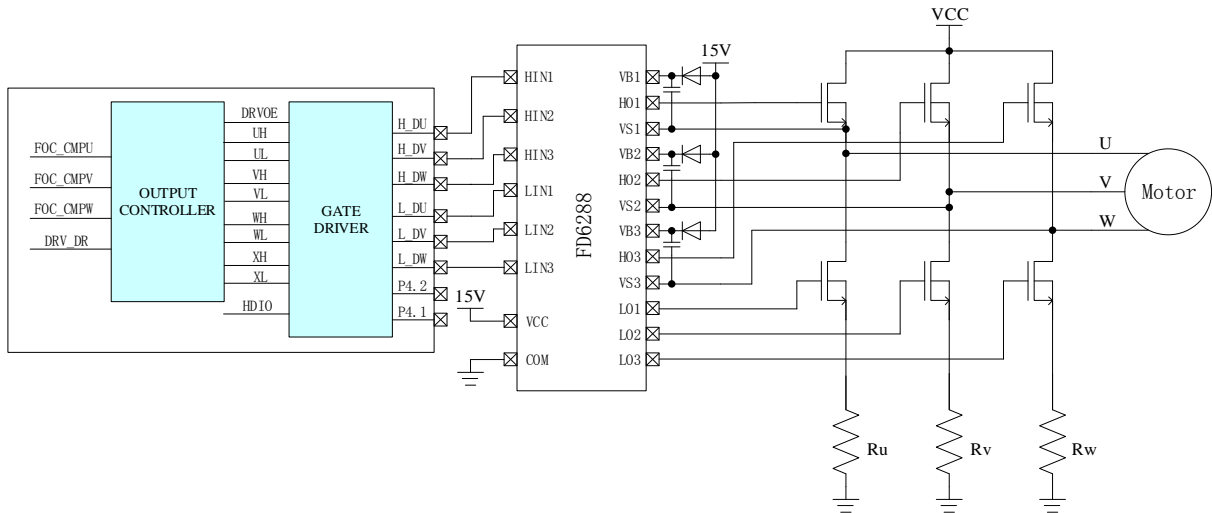 VCC
15V
HIN1
HIN2
HIN3
LIN1
LIN2
LIN3
VCC
COM
FD6288
VB1
HO1
VS1
VB2
HO2
VS2
VB3
HO3
VS3
LO1
LO2
LO3
FOC_CMPU
FOC_CMPV
FOC_CMPW
DRV_DR
OUTPUT
CONTROLLER
DRVOE
UH
UL
VH
VL
WH
WL
XH
XL
HDIO
GATE
DRIVER
H_DU
H_DV
H_DW
L_DU
L_DV
L_DW
P4.2
P4.1
15V
U
V
W
Motor
Ru
Rv
Rw